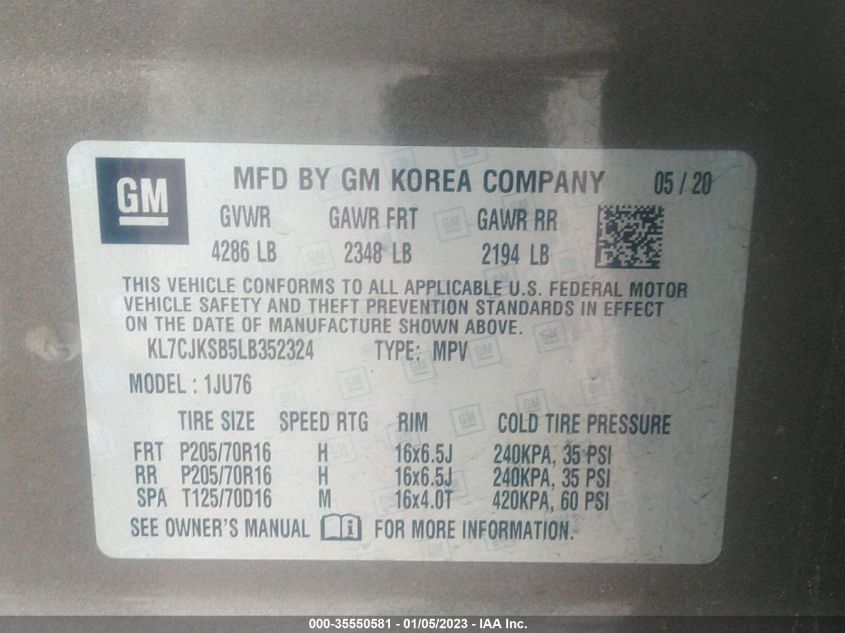 GM MFD BY GM KOREA COMPANY 05 / 20
GVWR GAWR FRT GAWR RR
4286 LB 2348 LB 2194 LB
THIS VEHICLE CONFORMS TO ALL APPLICABLE U.S. FEDERAL MOTOR
VEHICLE SAFETY AND THEFT PREVENTION STANDARDS IN EFFECT
ON THE DATE OF MANUFACTURE SHOWN ABOVE.
KL7CJKSB5LB352324 TYPE: MPV
MODEL : 1JU76
TIRE SIZE SPEED RTG RIM COLD TIRE PRESSURE
FRT P205/70R16 H 16x6.5J 240KPA, 35 PSI
RR P205/70R16 H 16x6.5J 240KPA, 35 PSI
SPA T125/70D16 M 16x4.0T 420KPA, 60 PSI
SEE OWNER'S MANUAL i FOR MORE INFORMATION.
000-35550581 - 01/05/2023 - IAA Inc.